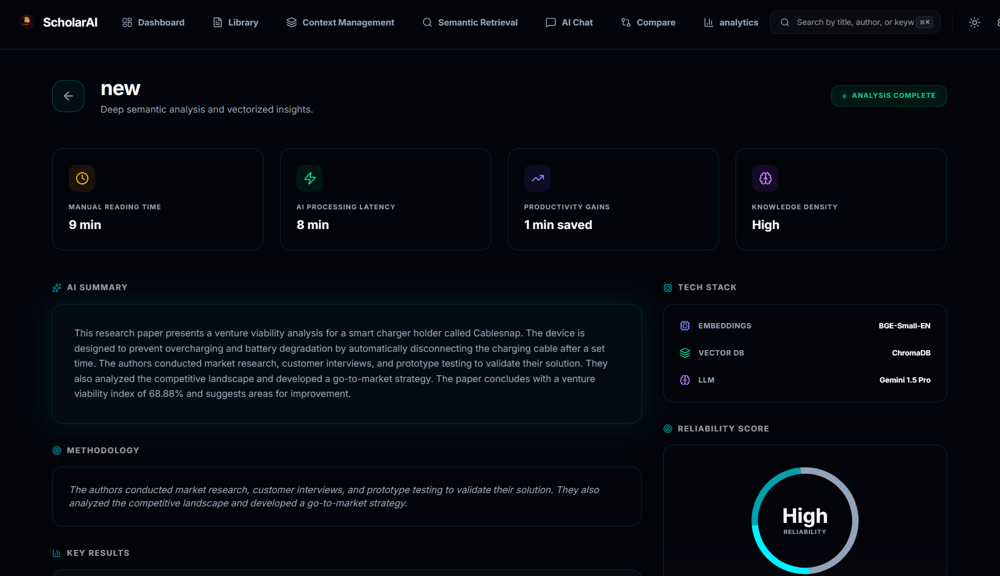 ScholarAI
Dashboard
Library
Context Management
Semantic Retrieval
AI Chat
Compare
analytics
Search by title, author, or keyw
⌘K
new
Deep semantic analysis and vectorized insights.
ANALYSIS COMPLETE
MANUAL READING TIME
9 min
AI PROCESSING LATENCY
8 min
PRODUCTIVITY GAINS
1 min saved
KNOWLEDGE DENSITY
High
AI SUMMARY
This research paper presents a venture viability analysis for a smart charger holder called Cablesnap. The device is
designed to prevent overcharging and battery degradation by automatically disconnecting the charging cable after a set
time. The authors conducted market research, customer interviews, and prototype testing to validate their solution. They
also analyzed the competitive landscape and developed a go-to-market strategy. The paper concludes with a venture
viability index of 68.88% and suggests areas for improvement.
METHODOLOGY
The authors conducted market research, customer interviews, and prototype testing to validate their solution. They also
analyzed the competitive landscape and developed a go-to-market strategy.
KEY RESULTS
TECH STACK
EMBEDDINGS
BGE-Small-EN
VECTOR DB
ChromaDB
LLM
Gemini 1.5 Pro
RELIABILITY SCORE
High
RELIABILITY